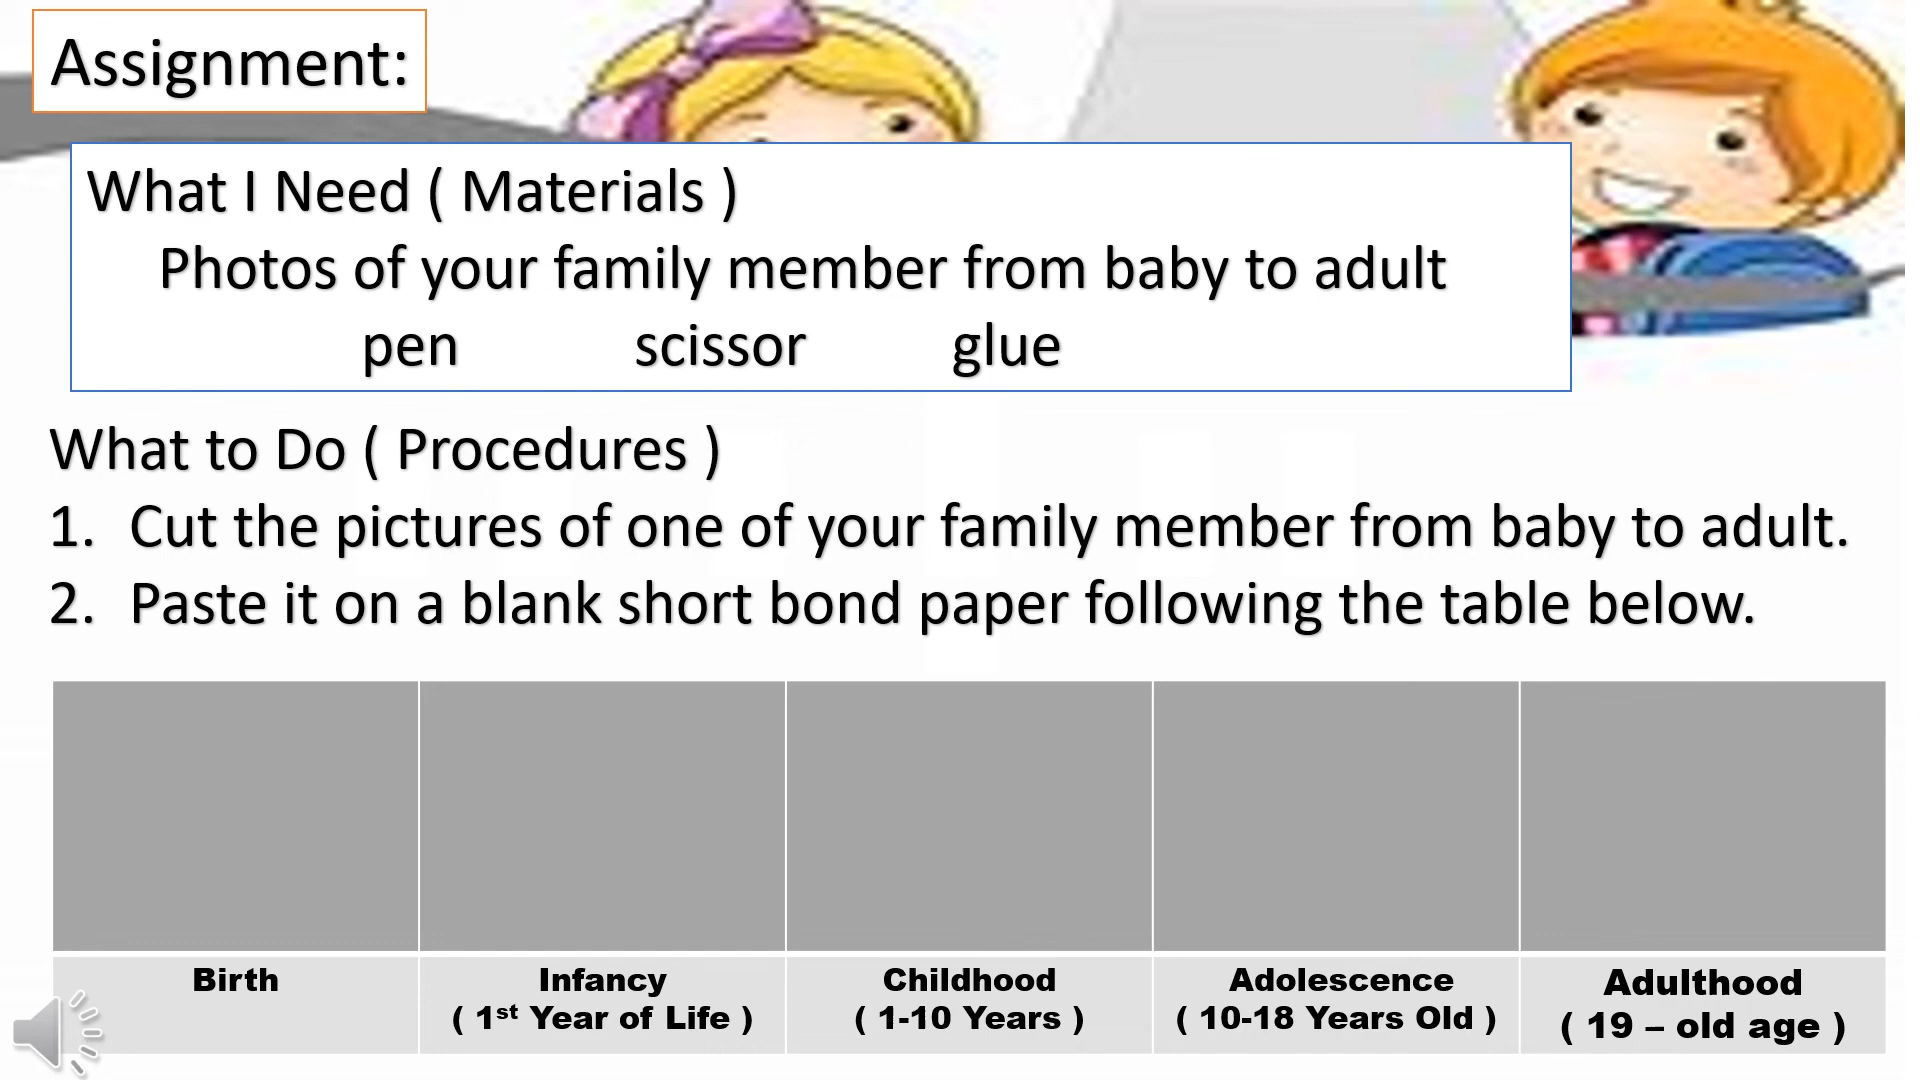 Assignment:
What I Need ( Materials )
Photos of your family member from baby to adult
pen scissor glue
What to Do ( Procedures )
1. Cut the pictures of one of your family member from baby to adult.
2. Paste it on a blank short bond paper following the table below.
Birth
Infancy
( 1st Year of Life )
Childhood
( 1-10 Years )
Adolescence
( 10-18 Years Old )
Adulthood
( 19 – old age )